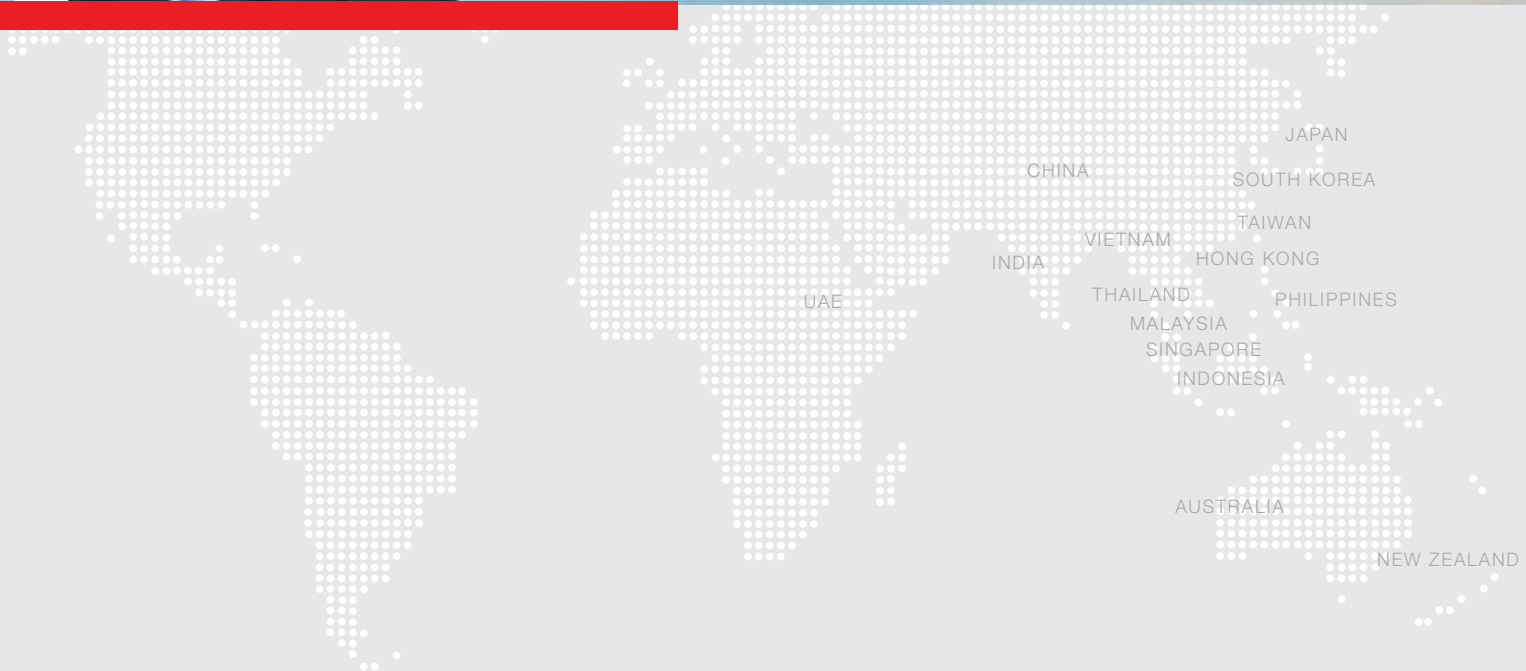 JAPAN
CHINA
SOUTH KOREA
TAIWAN
VIETNAM
HONG KONG
INDIA
THAILAND
PHILIPPINES
UAE
MALAYSIA
SINGAPORE
INDONESIA
AUSTRALIA
NEW ZEALAND